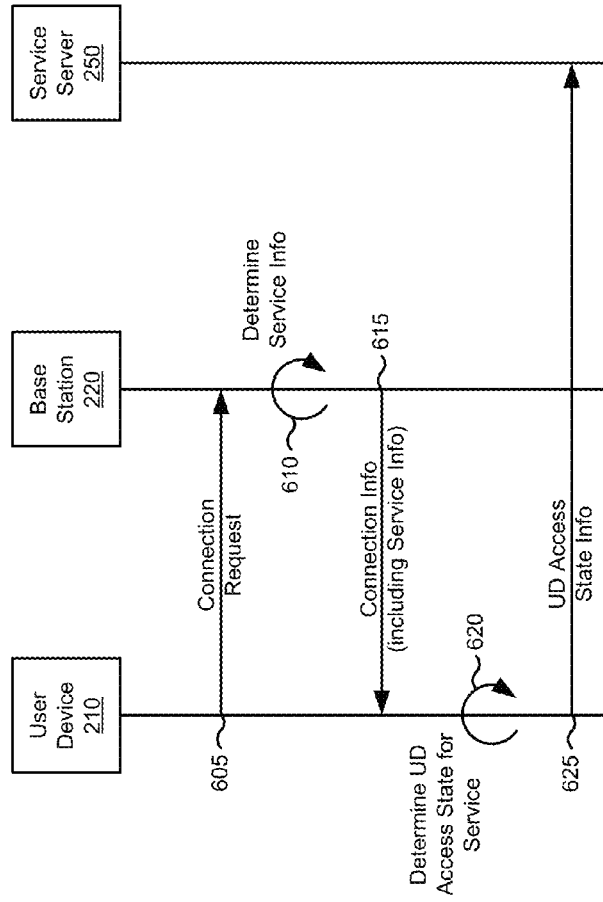 User
Device
210
Base
Station
220
Service
Server
250
605
Connection
Request
610
Determine
Service Info
615
Connection Info
(including Service Info)
620
Determine UD
Access State for
Service
625
UD Access
State Info